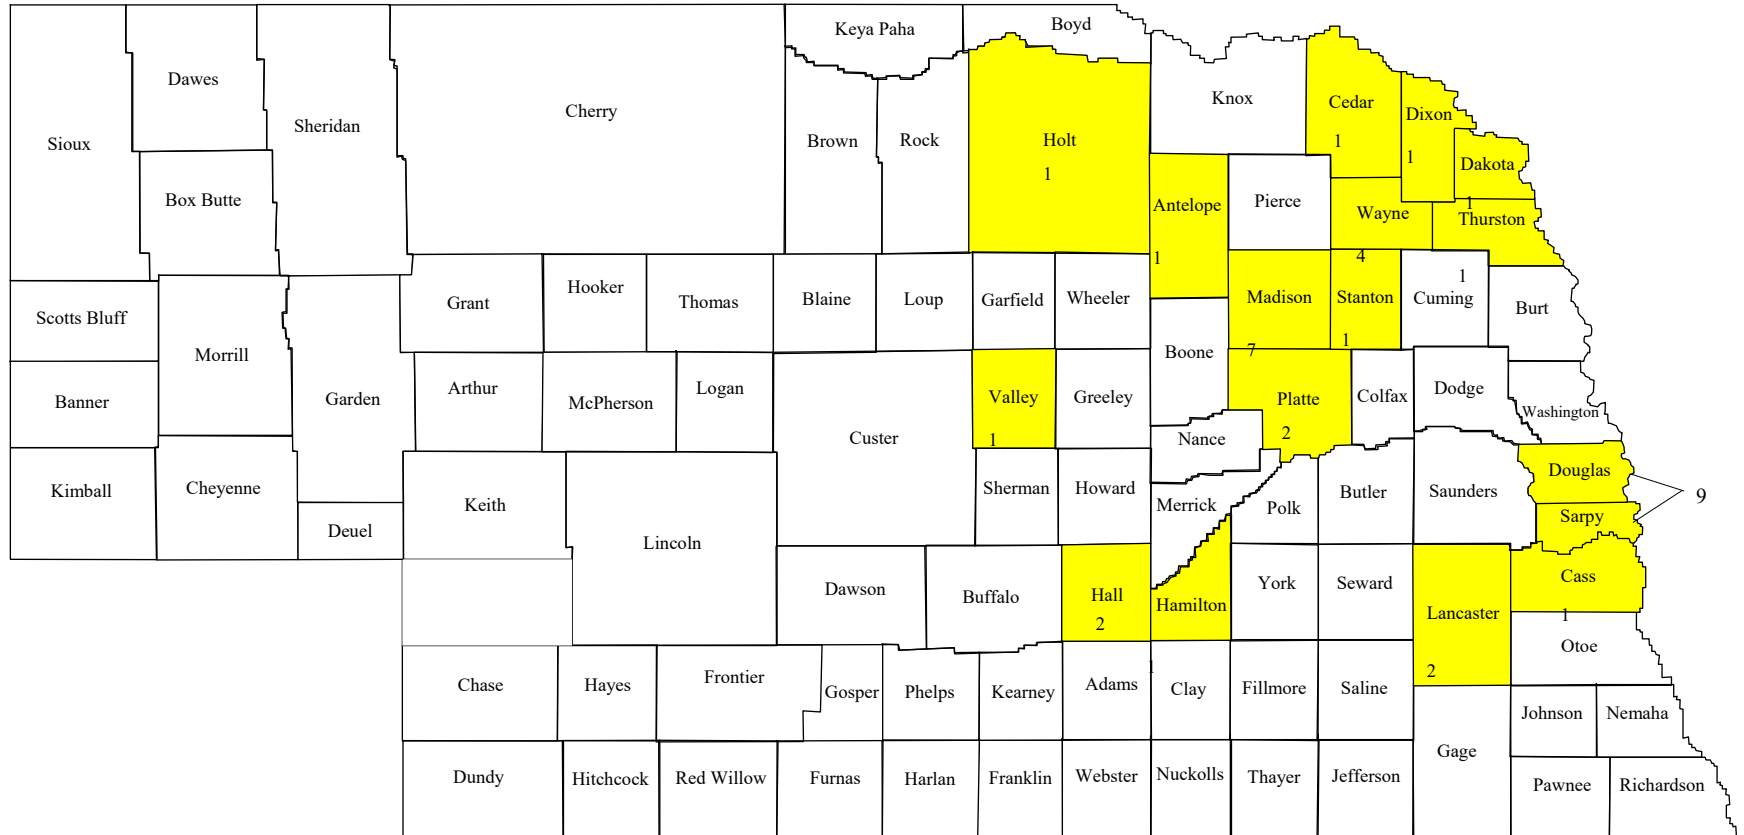 Keya Paha
Boyd
Dawes
Sioux
Sheridan
Cherry
Brown
Rock
Holt
1
Knox
Cedar
1
Dixon
1
Dakota
1
Box Butte
Antelope
1
Pierce
Wayne
4
Thurston
1
Scotts Bluff
Morrill
Grant
Hooker
Thomas
Blaine
Loup
Garfield
Wheeler
Madison
7
Stanton
1
Cuming
Burt
Boone
Banner
Garden
Arthur
McPherson
Logan
Custer
Valley
1
Greeley
Platte
2
Colfax
Dodge
Washington
Nance
Kimball
Cheyenne
Deuel
Keith
Lincoln
Sherman
Howard
Merrick
Polk
Butler
Saunders
Douglas
Sarpy
9
Dawson
Buffalo
Hall
2
Hamilton
1
York
Seward
Lancaster
2
Cass
1
Otoe
Chase
Hayes
Frontier
Gosper
Phelps
Kearney
Adams
Clay
Fillmore
Saline
Johnson
Nemaha
Gage
Dundy
Hitchcock
Red Willow
Furnas
Harlan
Franklin
Webster
Nuckolls
Thayer
Jefferson
Pawnee
Richardson